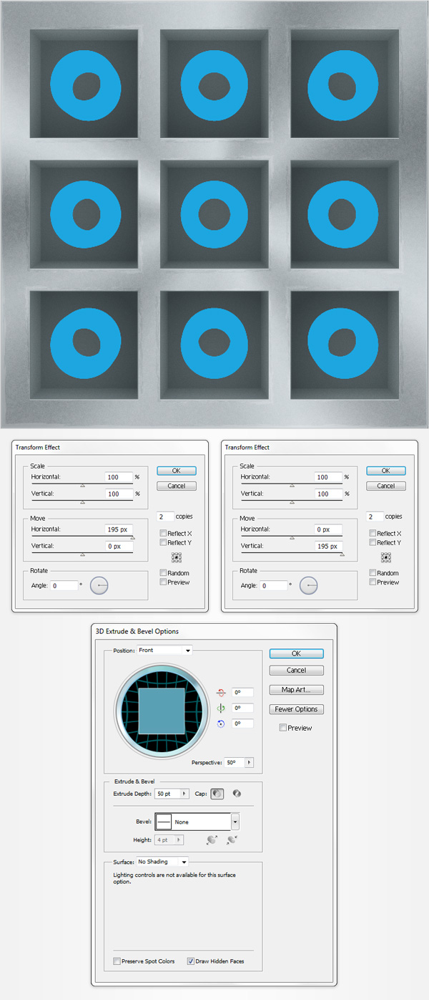 Transform Effect
Scale
Horizontal: 100 %
Vertical: 100 %
Move
Horizontal: 195 px
Vertical: 0 px
Rotate
Angle: 0 °
OK
Cancel
2 copies
Reflect X
Reflect Y
Random
Preview
Transform Effect
Scale
Horizontal: 100 %
Vertical: 100 %
Move
Horizontal: 0 px
Vertical: 195 px
Rotate
Angle: 0 °
OK
Cancel
2 copies
Reflect X
Reflect Y
Random
Preview
3D Extrude & Bevel Options
Position: Front
0°
0°
0°
Perspective: 50°
Extrude & Bevel
Extrude Depth: 50 pt Cap:
Bevel: None
Height: 4 pt
Surface: No Shading
Lighting controls are not available for this surface
option.
Preserve Spot Colors Draw Hidden Faces
OK
Cancel
Map Art...
Fewer Options
Preview